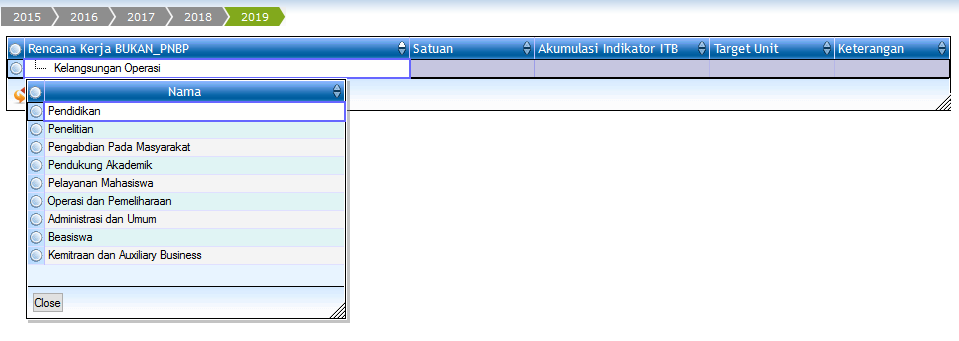 2015 2016 2017 2018 2019
Rencana Kerja BUKAN_PNBP Satuan Akumulasi Indikator ITB Target Unit Keterangan
Kelangsungan Operasi
Nama
Pendidikan
Penelitian
Pengabdian Pada Masyarakat
Pendukung Akademik
Pelayanan Mahasiswa
Operasi dan Pemeliharaan
Administrasi dan Umum
Beasiswa
Kemitraan dan Auxiliary Business
Close